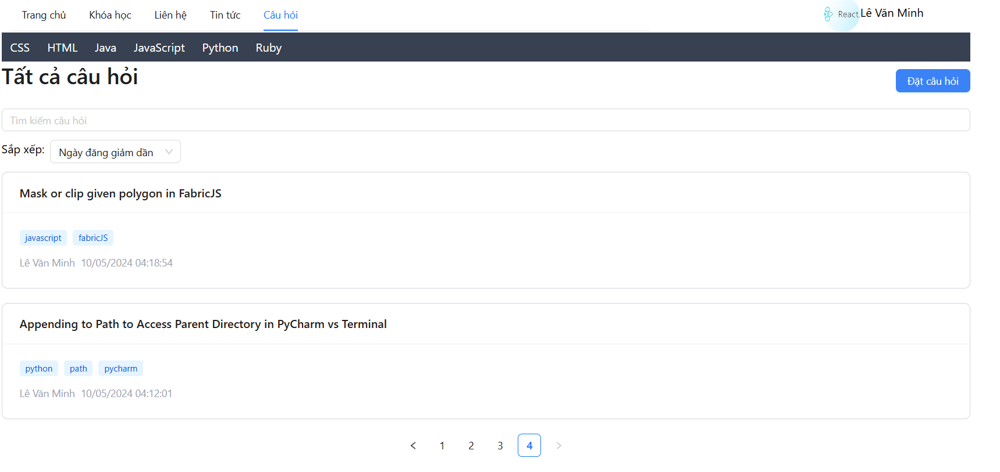 Trang chủ Khóa học Liên hệ Tin tức Câu hỏi React. Lê Văn Minh
CSS HTML Java JavaScript Python Ruby
Tất cả câu hỏi
Đặt câu hỏi
Tìm kiếm câu hỏi
Sắp xếp: Ngày đăng giảm dần
Mask or clip given polygon in FabricJS
javascript fabricJS
Lê Văn Minh 10/05/2024 04:18:54
Appending to Path to Access Parent Directory in PyCharm vs Terminal
python path pycharm
Lê Văn Minh 10/05/2024 04:12:01
< 1 2 3 4 >